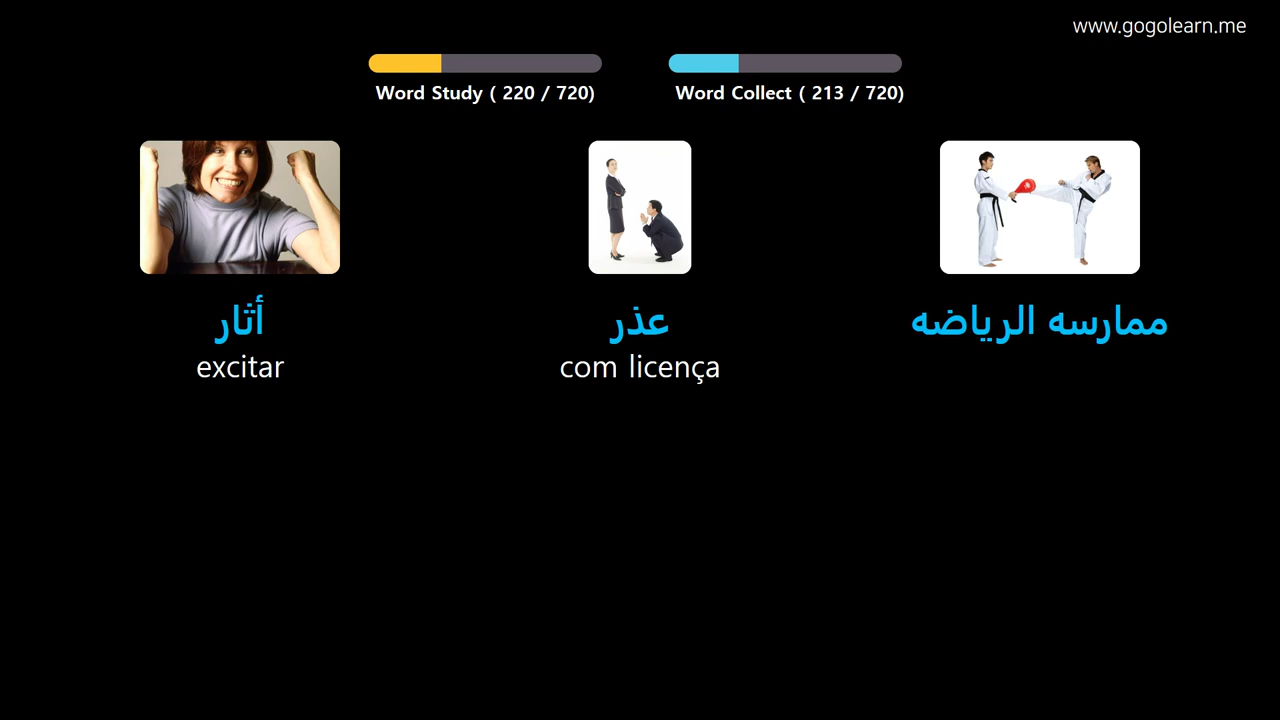 www.gogolearn.me
Word Study ( 220 / 720)
Word Collect ( 213 / 720)
أثار
excitar
عذر
com licença
ممارسه الرياضه